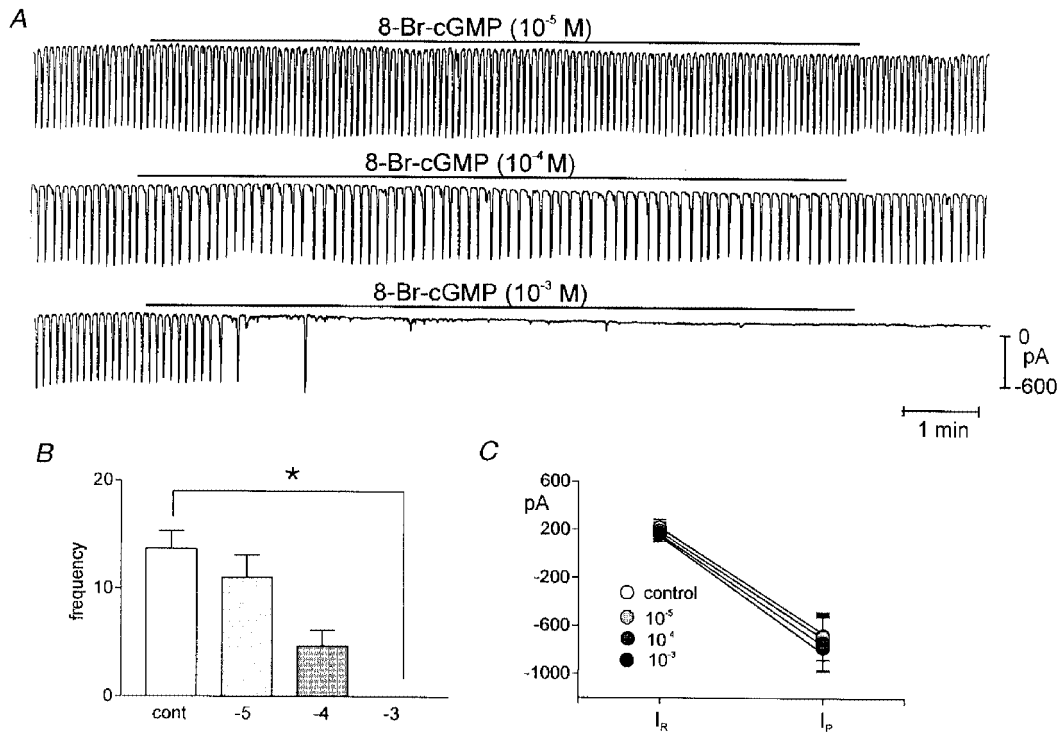 A
8-Br-cGMP (10⁻⁵ M)
8-Br-cGMP (10⁻⁴ M)
8-Br-cGMP (10⁻³ M)
0
pA
-600
1 min
B
20
10
0
frequency
*
cont -5 -4 -3
C
600
pA
200
-200
-600
-1000
control
10⁻⁵
10⁻⁴
10⁻³
I_R I_P